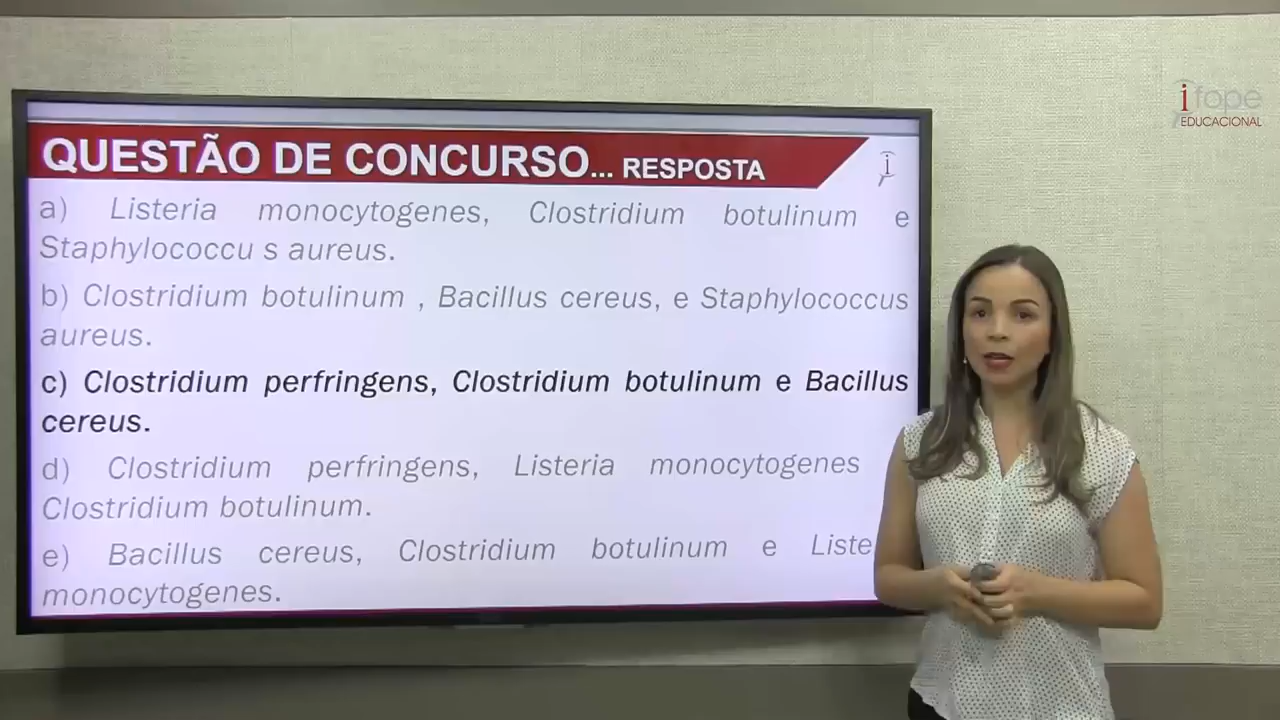 ifope
EDUCACIONAL
QUESTÃO DE CONCURSO... RESPOSTA
a) Listeria monocytogenes, Clostridium botulinum e
Staphylococcu s aureus.
b) Clostridium botulinum , Bacillus cereus, e Staphylococcus
aureus.
c) Clostridium perfringens, Clostridium botulinum e Bacillus
cereus.
d) Clostridium perfringens, Listeria monocytogenes
Clostridium botulinum.
e) Bacillus cereus, Clostridium botulinum e Liste
monocytogenes.